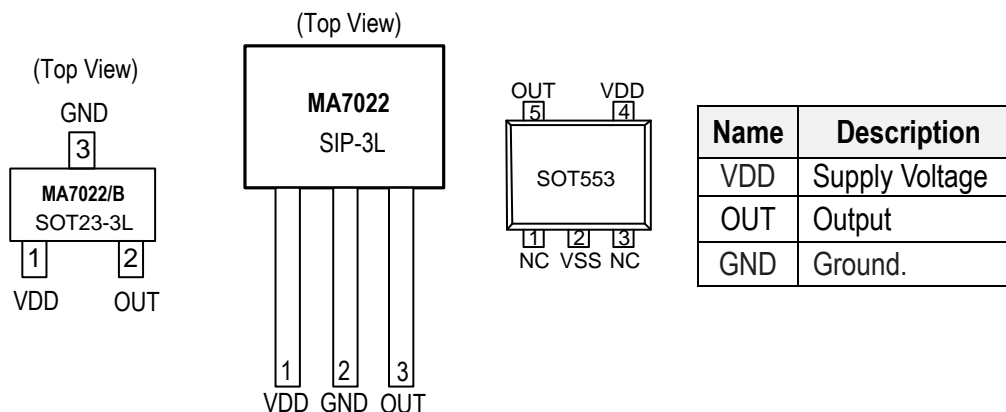 (Top View)
GND
3
MA7022/B
SOT23-3L
1 2
VDD OUT
(Top View)
MA7022
SIP-3L
1 2 3
VDD GND OUT
OUT VDD
5 4
SOT553
1 2 3
NC VSS NC
Name Description
VDD Supply Voltage
OUT Output
GND Ground.